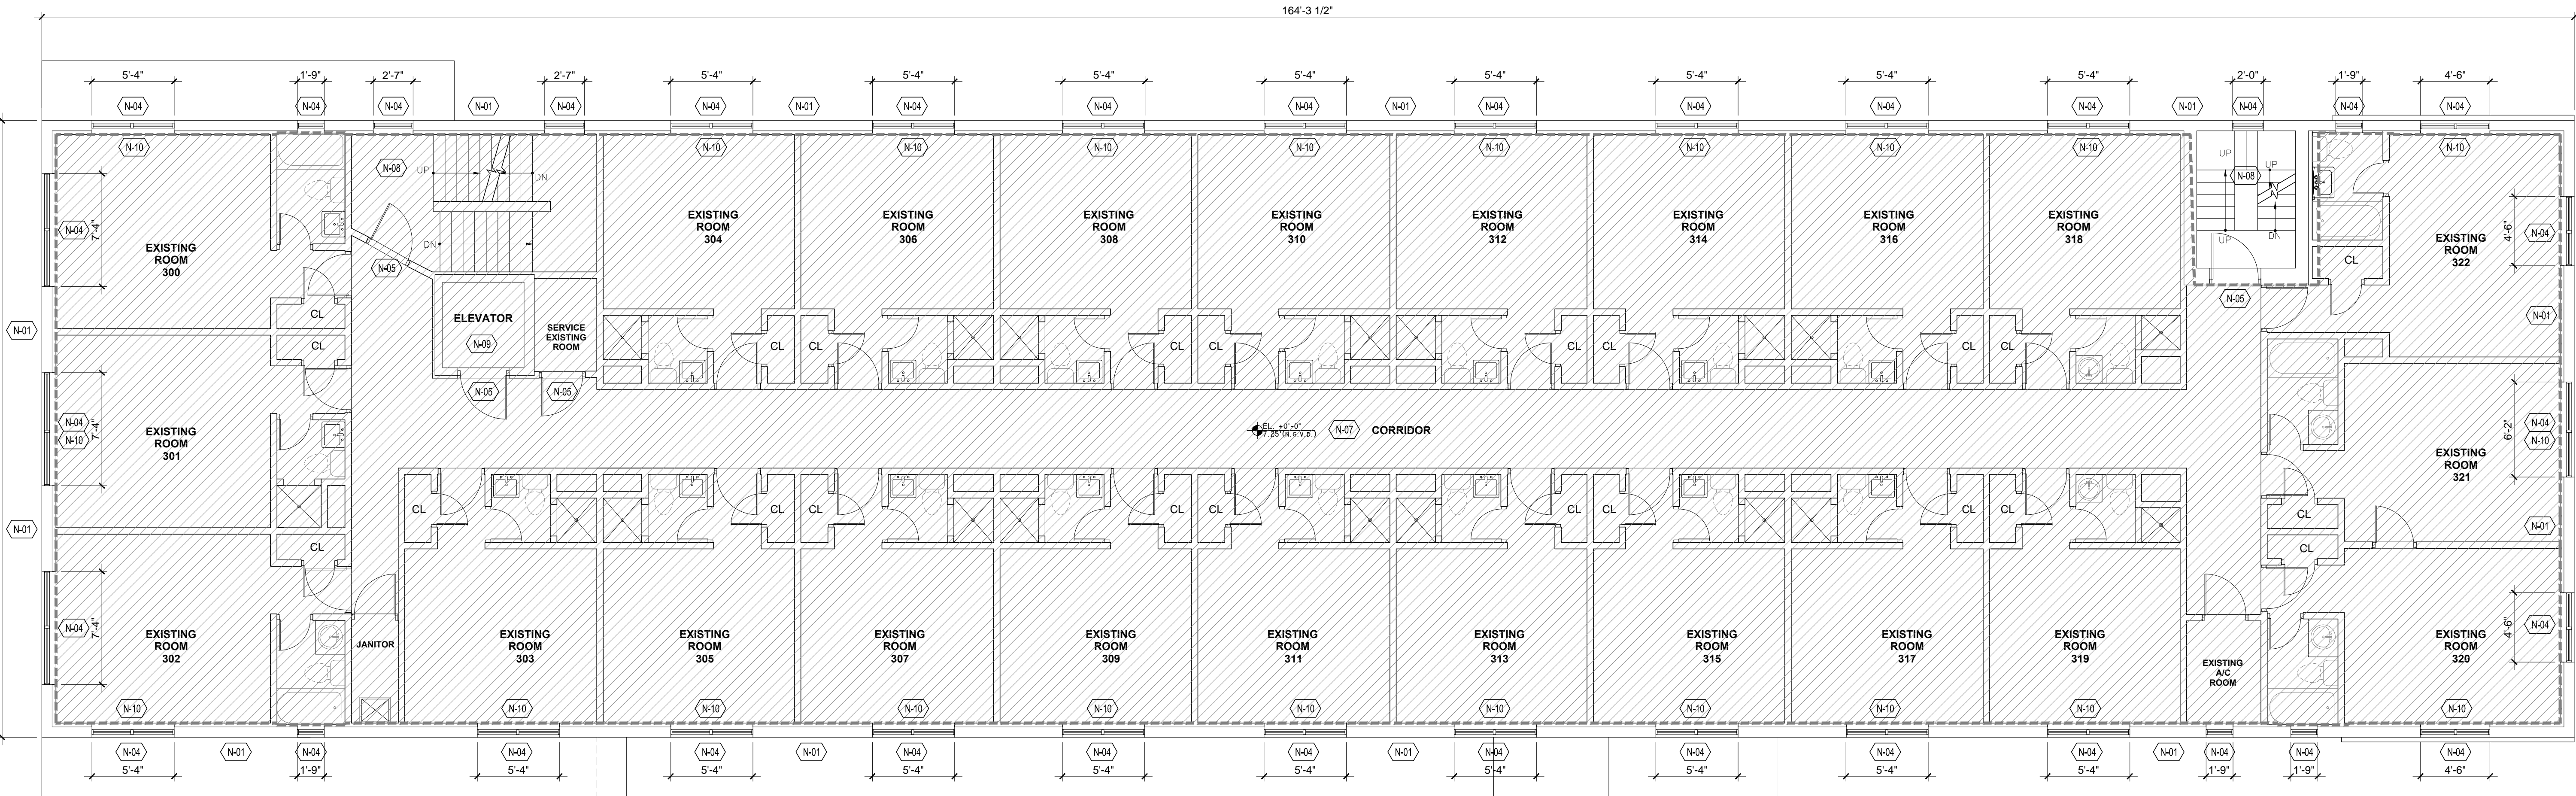 164'-3 1/2"
5'-4"
1'-9"
2'-7"
2'-7"
5'-4"
5'-4"
5'-4"
5'-4"
5'-4"
5'-4"
5'-4"
5'-4"
2'-0"
1'-9"
4'-6"
N-04
N-04
N-04
N-01
N-04
N-04
N-01
N-04
N-04
N-04
N-01
N-04
N-04
N-04
N-04
N-01
N-04
N-04
N-04
N-10
N-08
N-10
N-10
N-10
N-10
N-10
N-10
N-10
N-10
N-10
UP
DN
DN
UP
UP
N-08
UP
DN
N-04
7'-4"
EXISTING
ROOM
300
EXISTING
ROOM
304
EXISTING
ROOM
306
EXISTING
ROOM
308
EXISTING
ROOM
310
EXISTING
ROOM
312
EXISTING
ROOM
314
EXISTING
ROOM
316
EXISTING
ROOM
318
EXISTING
ROOM
322
4'-6"
N-04
N-05
N-05
CL
N-01
CL
CL
ELEVATOR
N-09
SERVICE
EXISTING
ROOM
N-01
CL
CL
CL
CL
CL
CL
CL
CL
N-05
N-05
N-04
N-10
7'-4"
EXISTING
ROOM
301
EL. +0'-0"
7.25'(N.G.V.D.)
N-07
CORRIDOR
EXISTING
ROOM
321
6'-2"
N-04
N-10
N-01
N-01
CL
CL
CL
CL
CL
CL
CL
CL
CL
CL
CL
CL
N-04
7'-4"
EXISTING
ROOM
302
JANITOR
EXISTING
ROOM
303
EXISTING
ROOM
305
EXISTING
ROOM
307
EXISTING
ROOM
309
EXISTING
ROOM
311
EXISTING
ROOM
313
EXISTING
ROOM
315
EXISTING
ROOM
317
EXISTING
ROOM
319
EXISTING
A/C
ROOM
EXISTING
ROOM
320
4'-6"
N-04
N-10
N-10
N-10
N-10
N-10
N-10
N-10
N-10
N-10
N-10
N-10
N-04
N-01
N-04
N-04
N-04
N-01
N-04
N-04
N-04
N-01
N-04
N-04
N-04
N-04
N-01
N-04
N-04
N-04
5'-4"
1'-9"
5'-4"
5'-4"
5'-4"
5'-4"
5'-4"
5'-4"
5'-4"
5'-4"
5'-4"
1'-9"
1'-9"
4'-6"